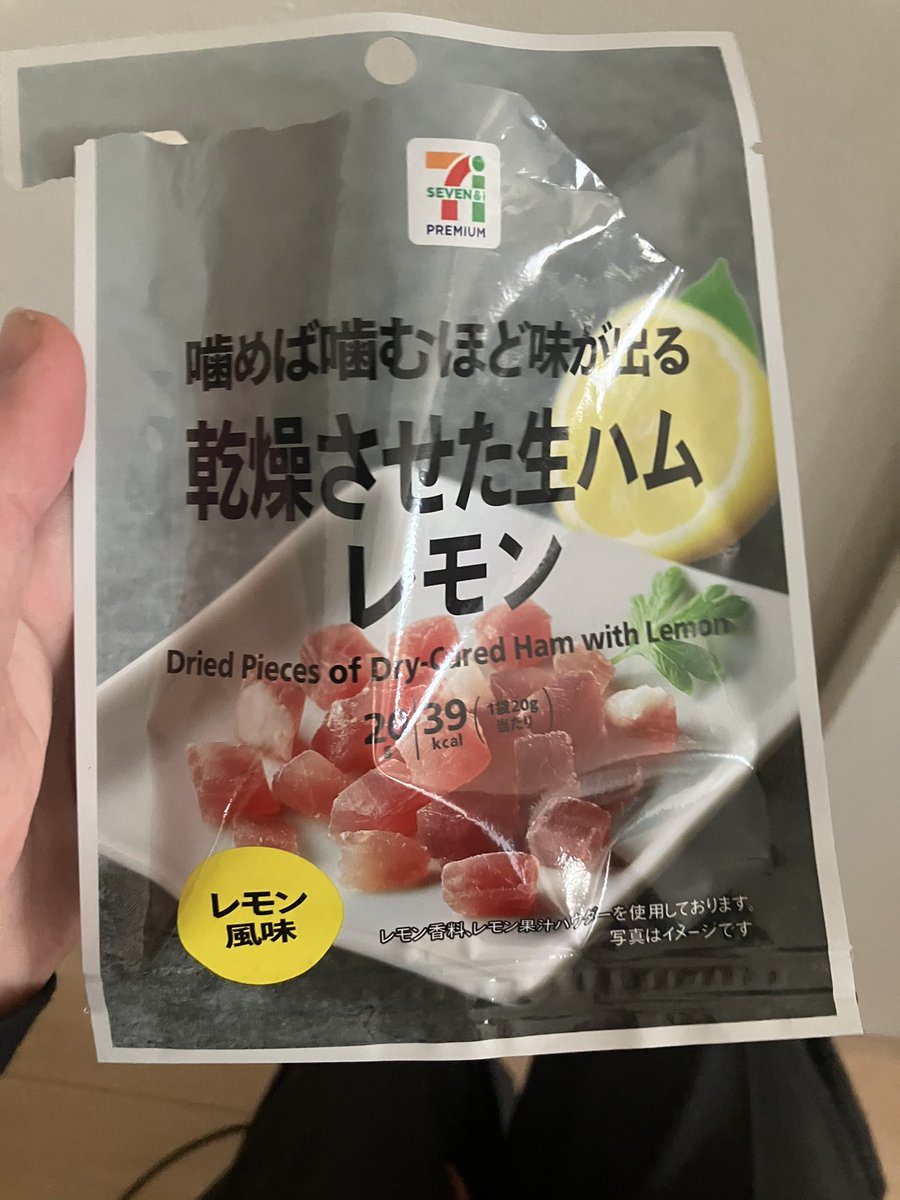 SEVEN&i
PREMIUM
噛めば噛むほど味が出る
乾燥させた生ハム
レモン
Dried Pieces of Dry-Cured Ham with Lemon
20g 39kcal (1袋20g当たり)
レモン
風味
レモン香料、レモン果汁パウダーを使用しております。
写真はイメージです